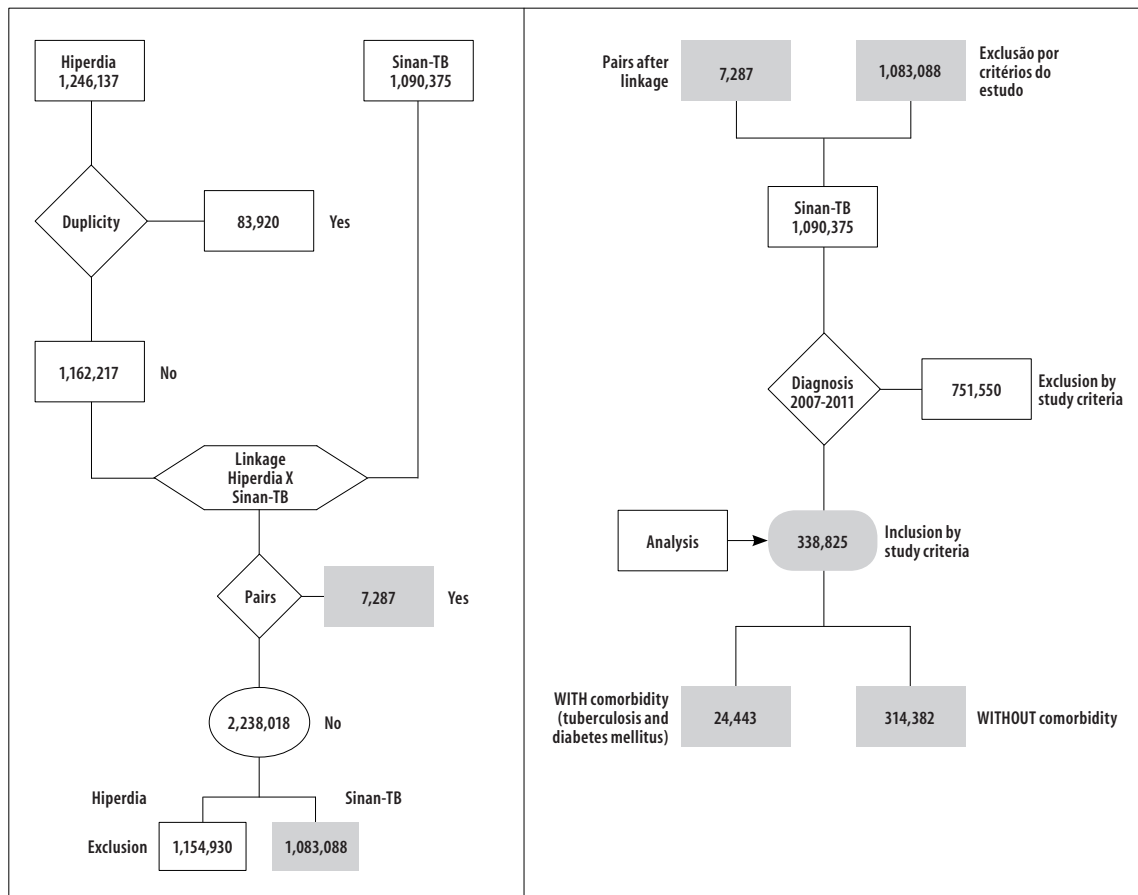 Hiperdia
1,246,137
Sinan-TB
1,090,375
Duplicity
83,920
Yes
1,162,217
No
Linkage
Hiperdia X
Sinan-TB
Pairs
7,287
Yes
2,238,018
No
Hiperdia
Sinan-TB
Exclusion
1,154,930
1,083,088
Pairs after
linkage
7,287
1,083,088
Exclusão por
critérios do
estudo
Sinan-TB
1,090,375
Diagnosis
2007-2011
751,550
Exclusion by
study criteria
Analysis
338,825
Inclusion by
study criteria
WITH comorbidity
(tuberculosis and
diabetes mellitus)
24,443
314,382
WITHOUT comorbidity